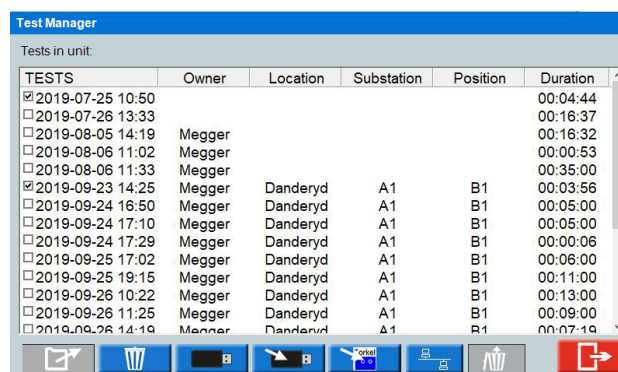 Test Manager
Tests in unit:
TESTS Owner Location Substation Position Duration
2019-07-25 10:50 00:04:44
2019-07-26 13:33 00:16:37
2019-08-05 14:19 Megger 00:16:32
2019-08-06 11:02 Megger 00:00:53
2019-08-06 11:33 Megger 00:35:00
2019-09-23 14:25 Megger Danderyd A1 B1 00:03:56
2019-09-24 16:50 Megger Danderyd A1 B1 00:05:00
2019-09-24 17:10 Megger Danderyd A1 B1 00:05:00
2019-09-24 17:29 Megger Danderyd A1 B1 00:00:06
2019-09-25 17:02 Megger Danderyd A1 B1 00:06:00
2019-09-25 19:15 Megger Danderyd A1 B1 00:11:00
2019-09-26 10:22 Megger Danderyd A1 B1 00:13:00
2019-09-26 11:25 Megger Danderyd A1 B1 00:09:00
2019-09-26 14:19 Megger Danderyd A1 B1 00:07:19
Torkel